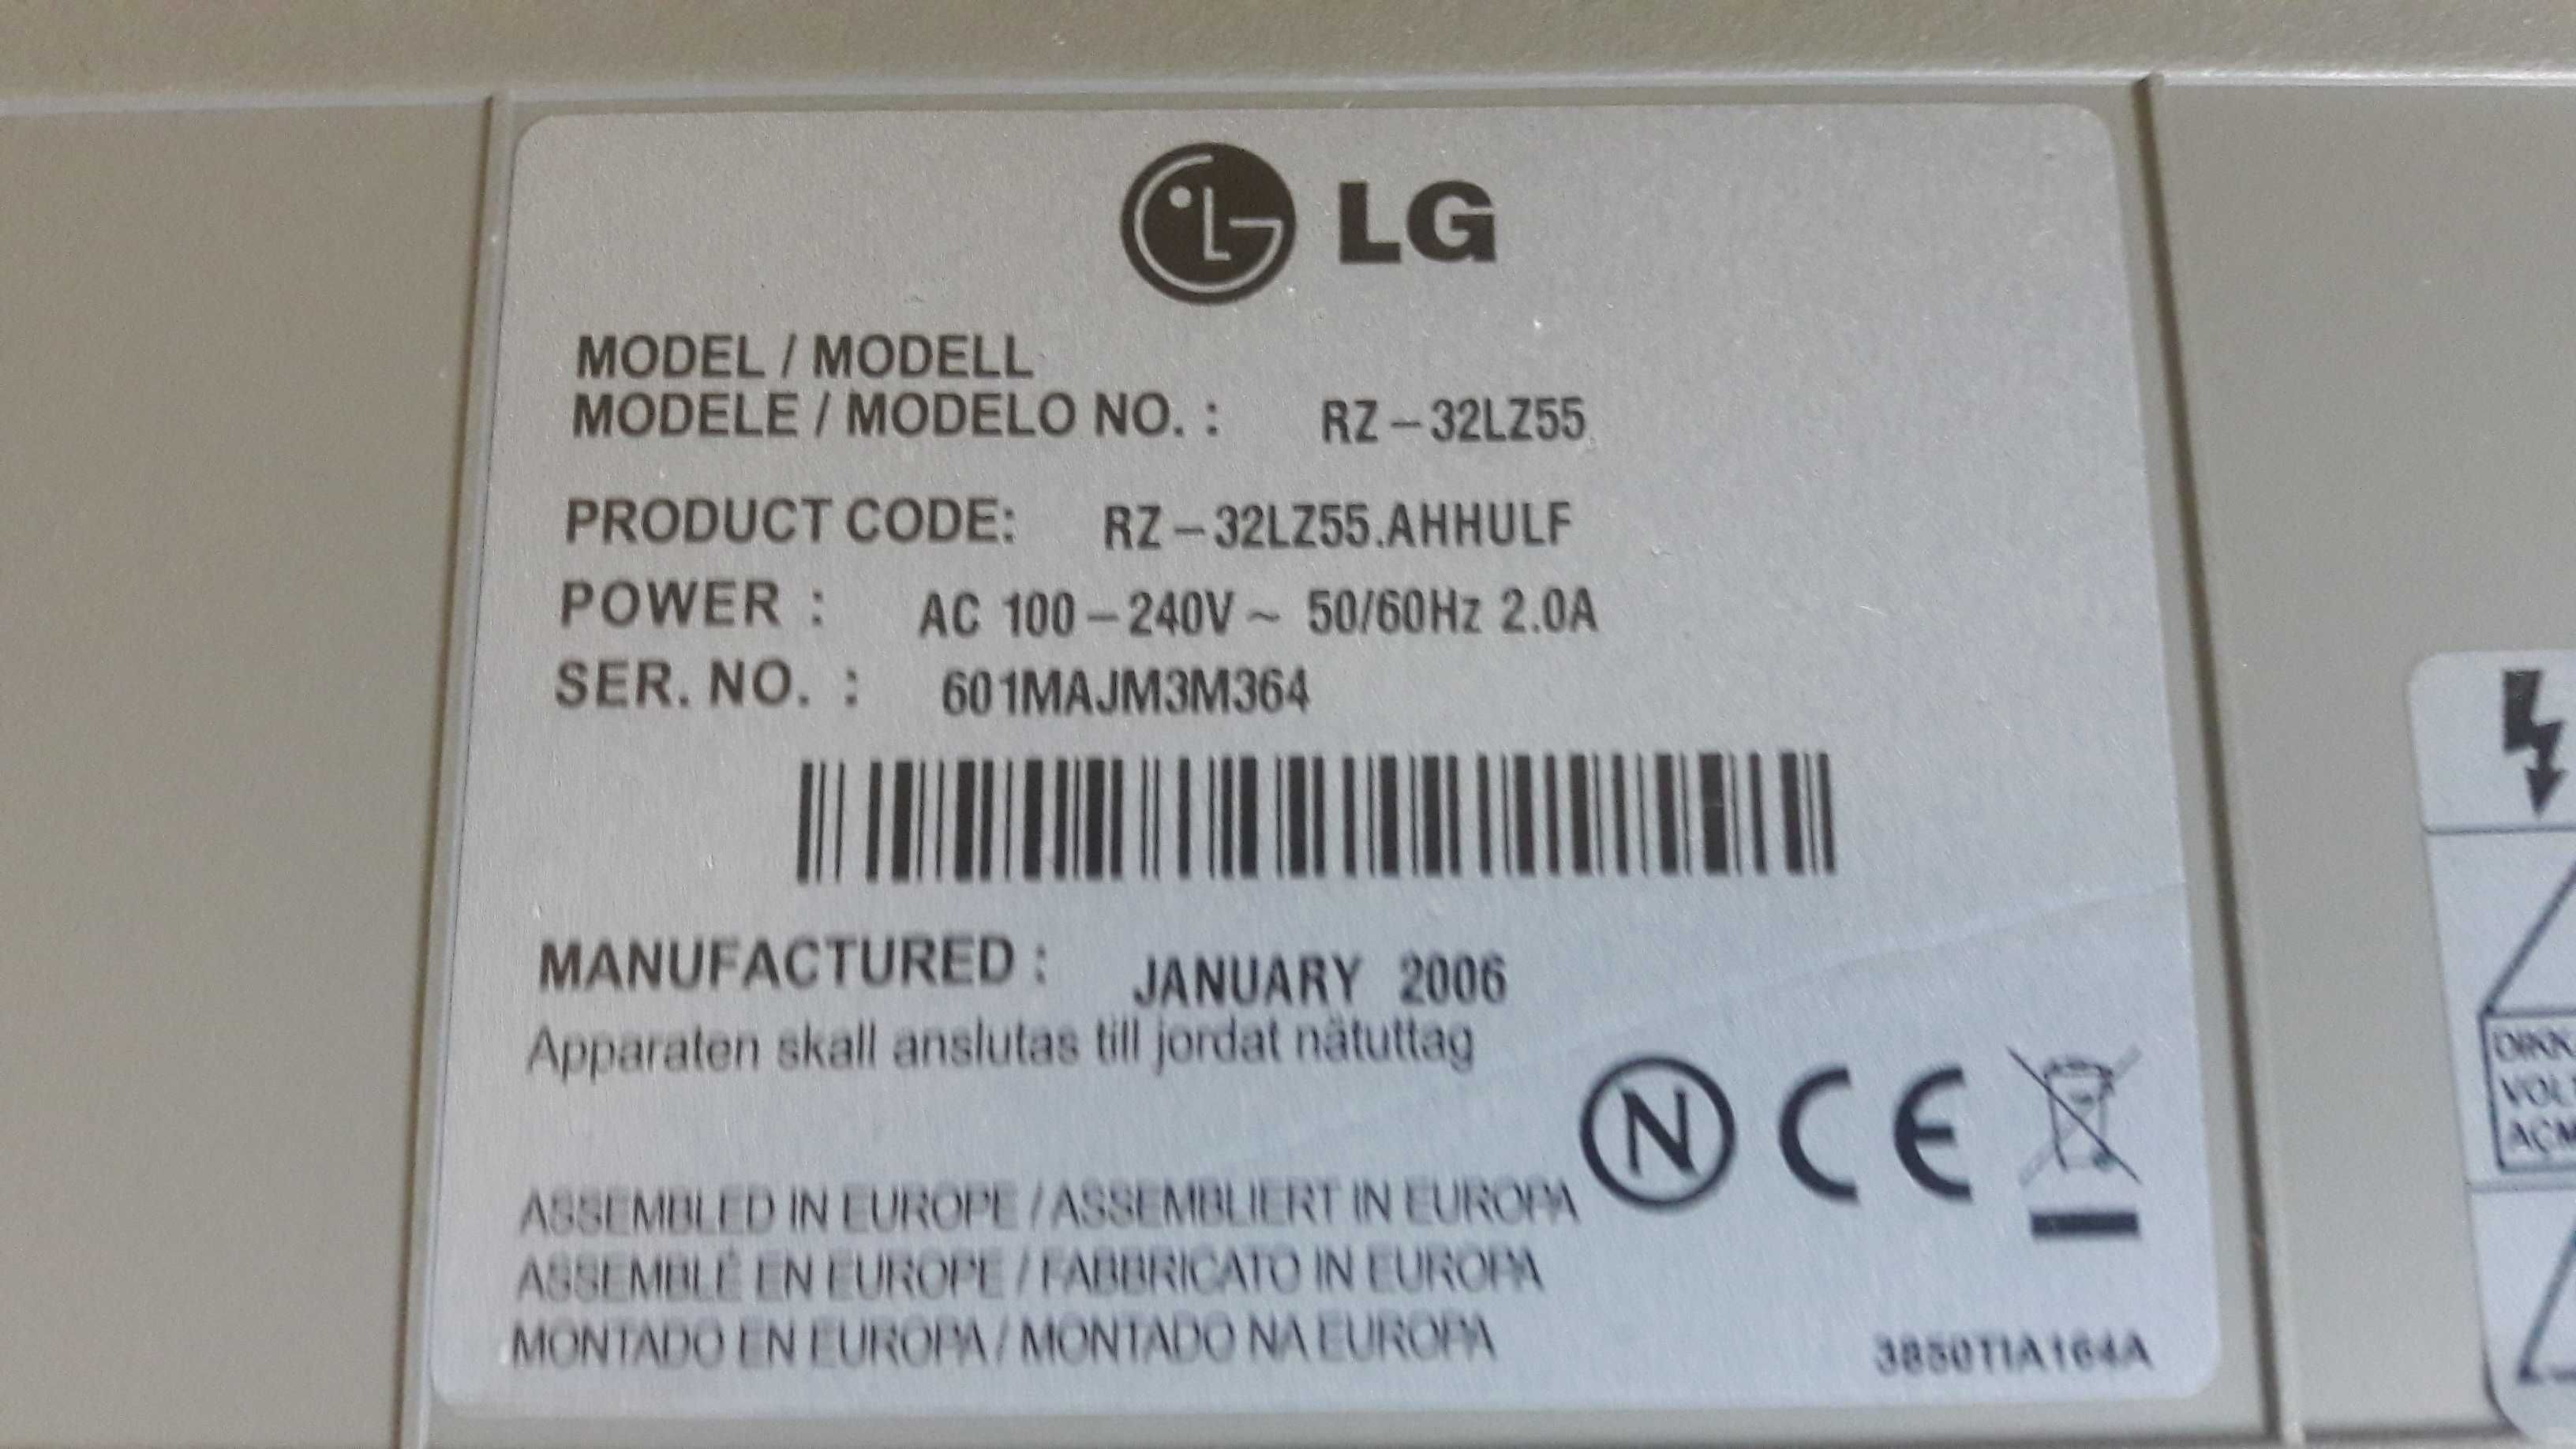 LG
MODEL / MODELL
MODELE / MODELO NO. : RZ-32LZ55
PRODUCT CODE: RZ-32LZ55.AHHULF
POWER : AC 100-240V~ 50/60Hz 2.0A
SER. NO. : 601MAJM3M364
MANUFACTURED : JANUARY 2006
Apparaten skall anslutas till jordat nätuttag
N CE
ASSEMBLED IN EUROPE / ASSEMBLIERT IN EUROPA
ASSEMBLÉ EN EUROPE / FABBRICATO IN EUROPA
MONTADO EN EUROPA / MONTADO NA EUROPA
3850TIA164A